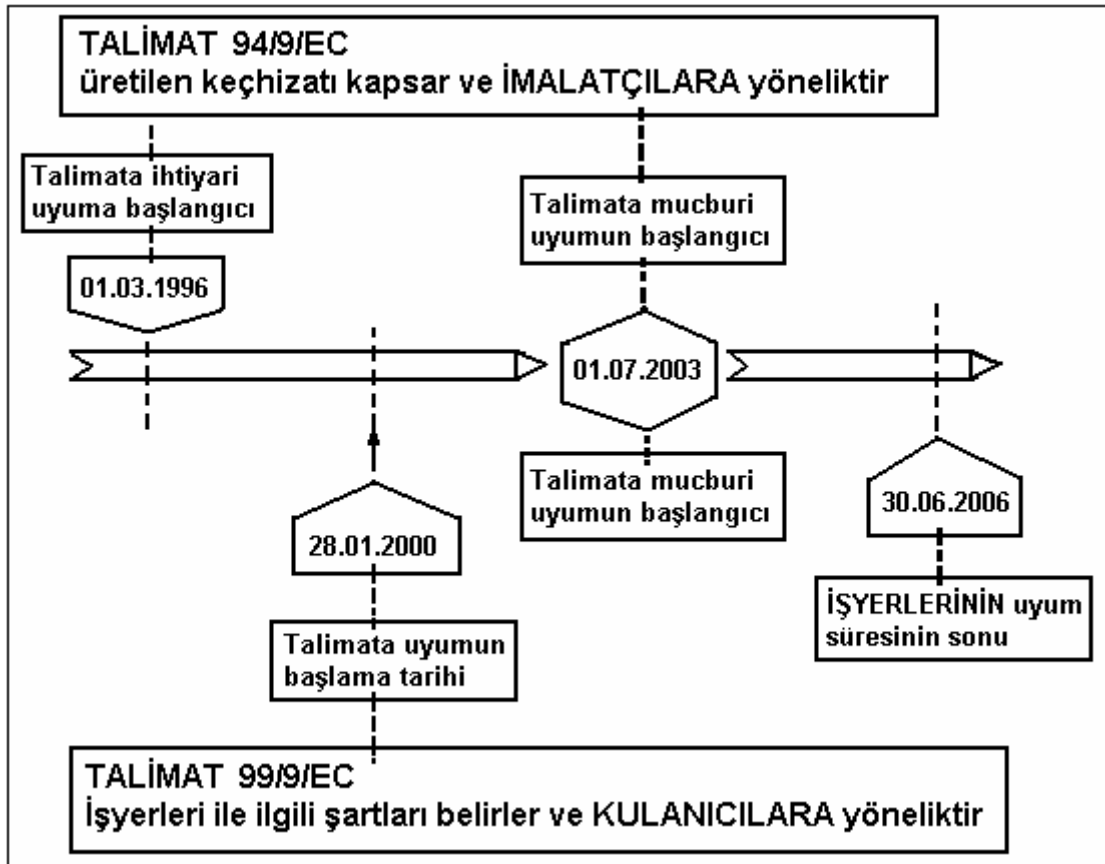 TALİMAT 94/9/EC
üretilen keçhizatı kapsar ve İMALATÇILARA yöneliktir
Talimata ihtiyari
uyuma başlangıcı
Talimata mucburi
uyumun başlangıcı
01.03.1996
01.07.2003
Talimata mucburi
uyumun başlangıcı
28.01.2000
30.06.2006
Talimata uyumun
başlama tarihi
İŞYERLERİNİN uyum
süresinin sonu
TALİMAT 99/9/EC
İşyerleri ile ilgili şartları belirler ve KULANICILARA yöneliktir